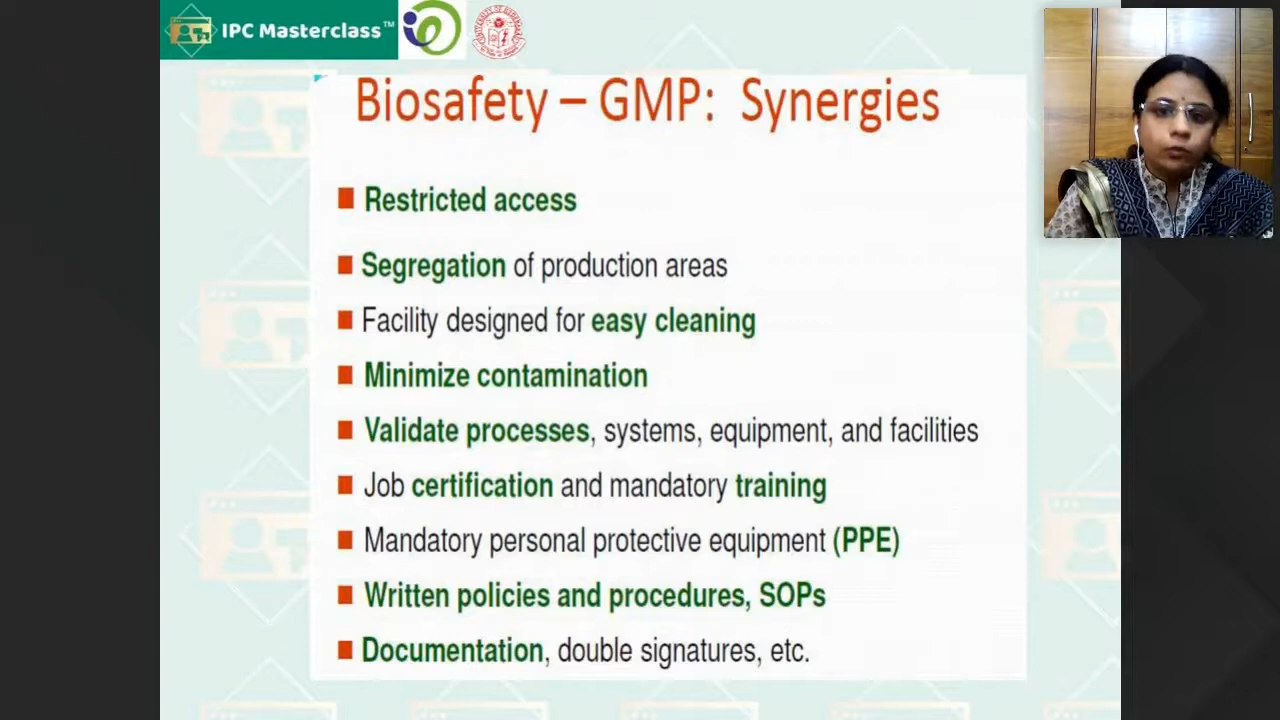 IPC Masterclass™
Biosafety – GMP: Synergies
Restricted access
Segregation of production areas
Facility designed for easy cleaning
Minimize contamination
Validate processes, systems, equipment, and facilities
Job certification and mandatory training
Mandatory personal protective equipment (PPE)
Written policies and procedures, SOPs
Documentation, double signatures, etc.